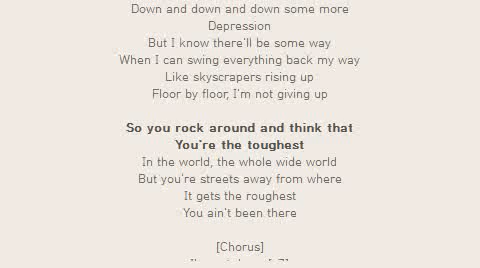 Down and down and down some more
Depression
But I know there'll be some way
When I can swing everything back my way
Like skyscrapers rising up
Floor by floor, I'm not giving up
So you rock around and think that
You're the toughest
In the world, the whole wide world
But you're streets away from where
It gets the roughest
You ain't been there
[Chorus]